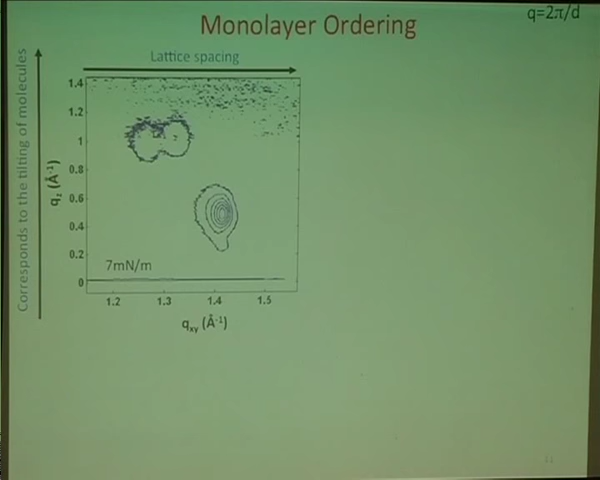 Monolayer Ordering
q=2π/d
Lattice spacing
Corresponds to the tilting of molecules
qz (Å-1)
1.4
1.2
1
0.8
0.6
0.4
0.2
0
7mN/m
1.2
1.3
1.4
1.5
qxy (Å-1)
11